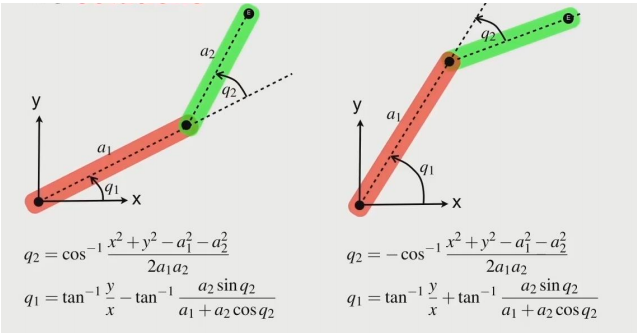 E
a₂
q₂
a₁
y
q₁
x
q₂ = cos⁻¹ (x² + y² − a₁² − a₂²) / (2a₁a₂)
q₁ = tan⁻¹ y/x − tan⁻¹ (a₂ sin q₂) / (a₁ + a₂ cos q₂)
E
q₂
a₁
y
q₁
x
q₂ = −cos⁻¹ (x² + y² − a₁² − a₂²) / (2a₁a₂)
q₁ = tan⁻¹ y/x + tan⁻¹ (a₂ sin q₂) / (a₁ + a₂ cos q₂)